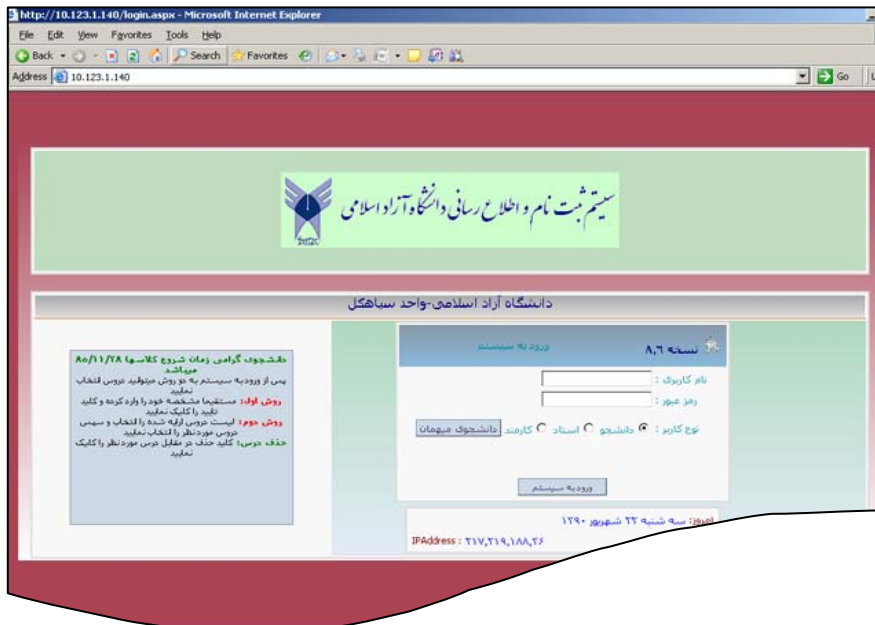 http://10.123.1.140/login.aspx - Microsoft Internet Explorer
File Edit View Favorites Tools Help
Back Search Favorites
Address 10.123.1.140 Go
سیستم ثبت نام و اطلاع رسانی دانشگاه آزاد اسلامی
دانشگاه آزاد اسلامی-واحد سیاهکل
نسخه ۸,۶ ورود به سیستم
نام کاربری :
رمز عبور :
نوع کاربر : دانشجو استاد کارمند دانشجوی میهمان
ورود به سیستم
امروز: سه شنبه ۲۲ شهریور ۱۳۹۰
IPAddress : ۲۱۷,۲۱۹,۱۸۸,۲۶
دانشجوی گرامی زمان شروع کلاسها ۸۵/۱۱/۲۸
میباشد
پس از ورود به سیستم به دو روش میتوانید دروس انتخاب
نمایید
روش اول: مستقیما مشخصه خود را وارد کرده و کلید
تایید را کلیک نمایید
روش دوم: لیست دروس ارایه شده را انتخاب و سپس
دروس مورد نظر را انتخاب نمایید
حذف درس: کلید حذف در مقابل درس مورد نظر را کلیک
نمایید